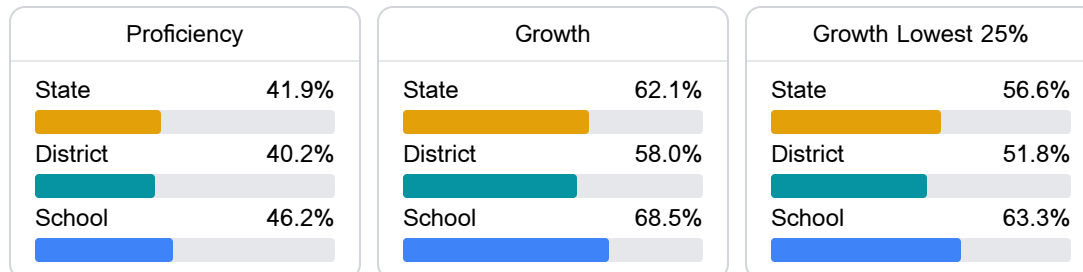 Proficiency
State 41.9%
District 40.2%
School 46.2%
Growth
State 62.1%
District 58.0%
School 68.5%
Growth Lowest 25%
State 56.6%
District 51.8%
School 63.3%